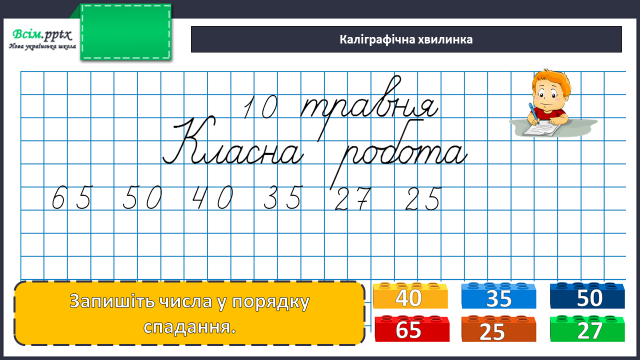 Всім.pptx
Нова українська школа
Каліграфічна хвилинка
10 травня
Класна робота
65 50 40 35 27 25
Запишіть числа у порядку
спадання.
40 35 50
65 25 27